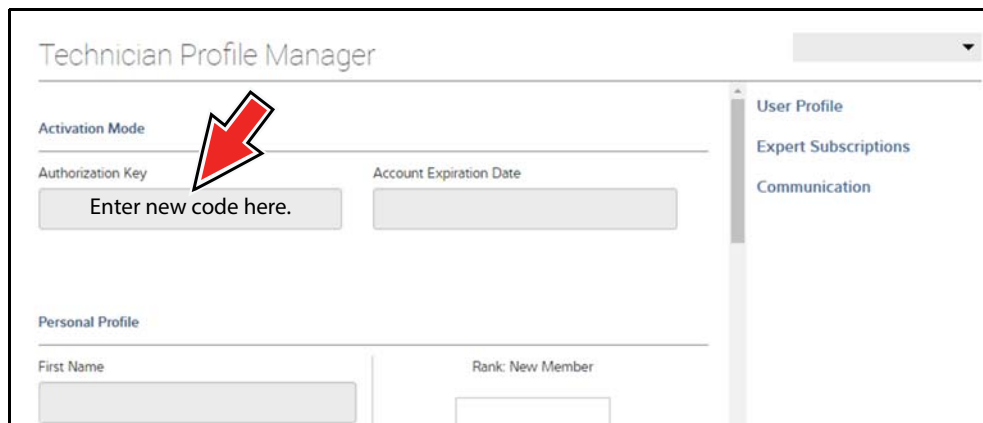 Technician Profile Manager
Activation Mode
Authorization Key
Account Expiration Date
Enter new code here.
Personal Profile
First Name
Rank: New Member
User Profile
Expert Subscriptions
Communication